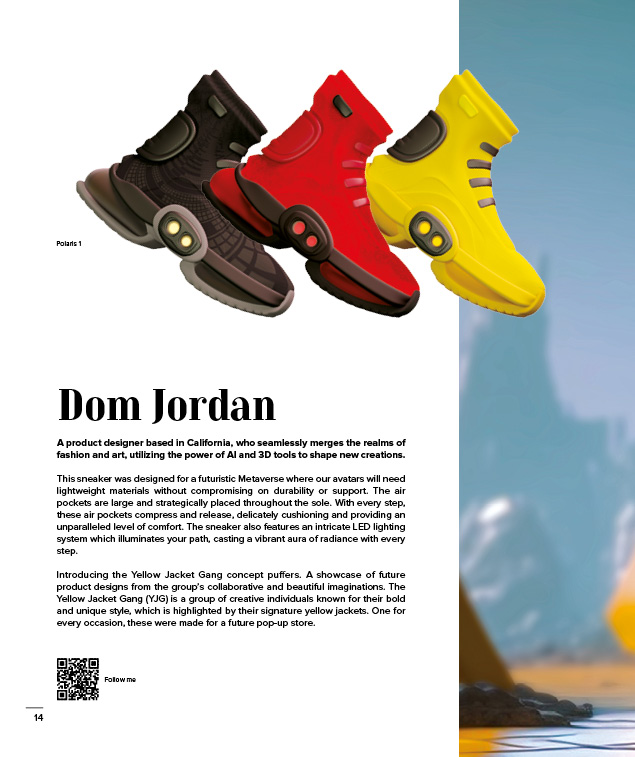 Polaris 1
Dom Jordan
A product designer based in California, who seamlessly merges the realms of
fashion and art, utilizing the power of AI and 3D tools to shape new creations.
This sneaker was designed for a futuristic Metaverse where our avatars will need
lightweight materials without compromising on durability or support. The air
pockets are large and strategically placed throughout the sole. With every step,
these air pockets compress and release, delicately cushioning and providing an
unparalleled level of comfort. The sneaker also features an intricate LED lighting
system which illuminates your path, casting a vibrant aura of radiance with every
step.
Introducing the Yellow Jacket Gang concept puffers. A showcase of future
product designs from the group's collaborative and beautiful imaginations. The
Yellow Jacket Gang (YJG) is a group of creative individuals known for their bold
and unique style, which is highlighted by their signature yellow jackets. One for
every occasion, these were made for a future pop-up store.
Follow me
14